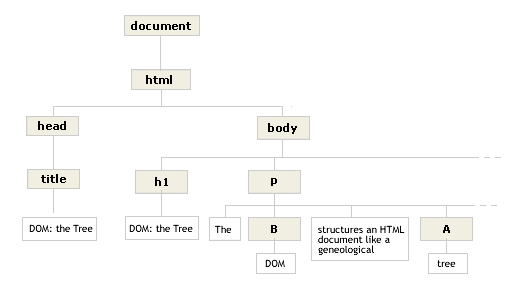 document
html
head
body
title
h1
P
DOM: the Tree
DOM: the Tree
The
B
structures an HTML
document like a
geneological
A
DOM
tree